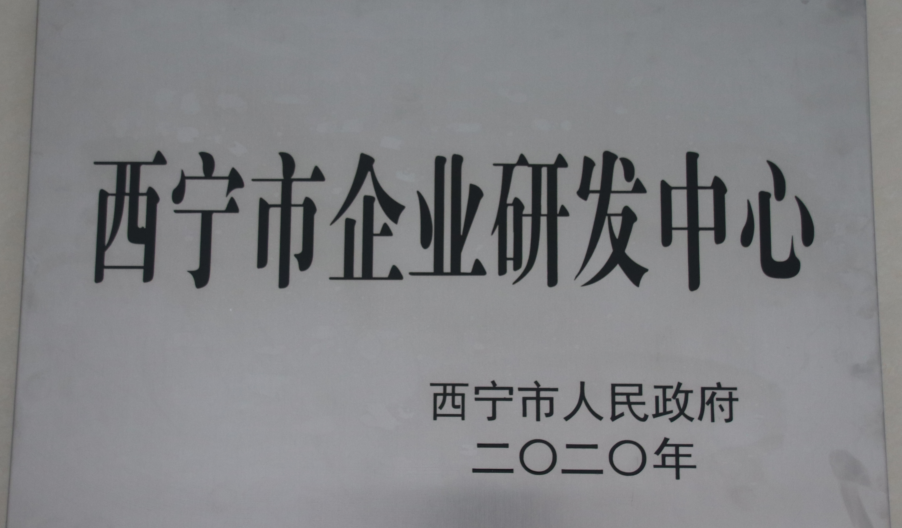 西宁市企业研发中心
西宁市人民政府
二〇二〇年